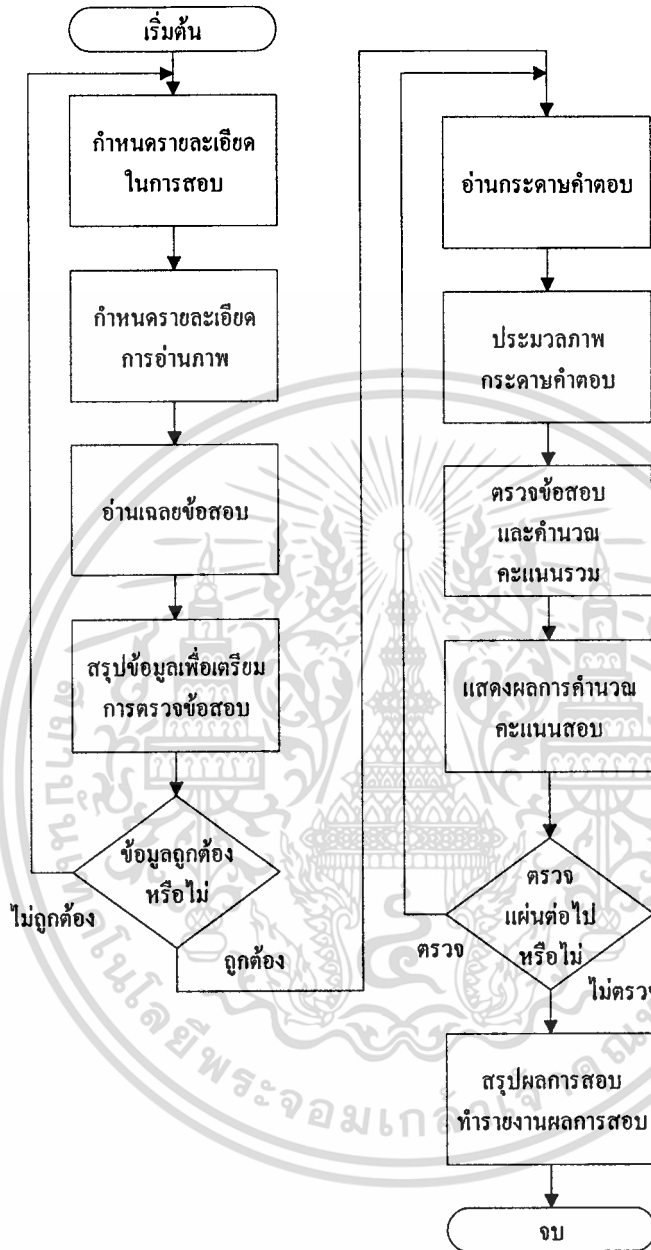 เริ่มต้น
กำหนดรายละเอียด
ในการสอบ
กำหนดรายละเอียด
การอ่านภาพ
อ่านเฉลยข้อสอบ
สรุปข้อมูลเพื่อเตรียม
การตรวจข้อสอบ
ข้อมูลถูกต้อง
หรือไม่
ไม่ถูกต้อง
ถูกต้อง
อ่านกระดาษคำตอบ
ประมวลภาพ
กระดาษคำตอบ
ตรวจข้อสอบ
และคำนวณ
คะแนนรวม
แสดงผลการคำนวณ
คะแนนสอบ
ตรวจ
แผ่นต่อไป
หรือไม่
ตรวจ
ไม่ตรวจ
สรุปผลการสอบ
ทำรายงานผลการสอบ
จบ